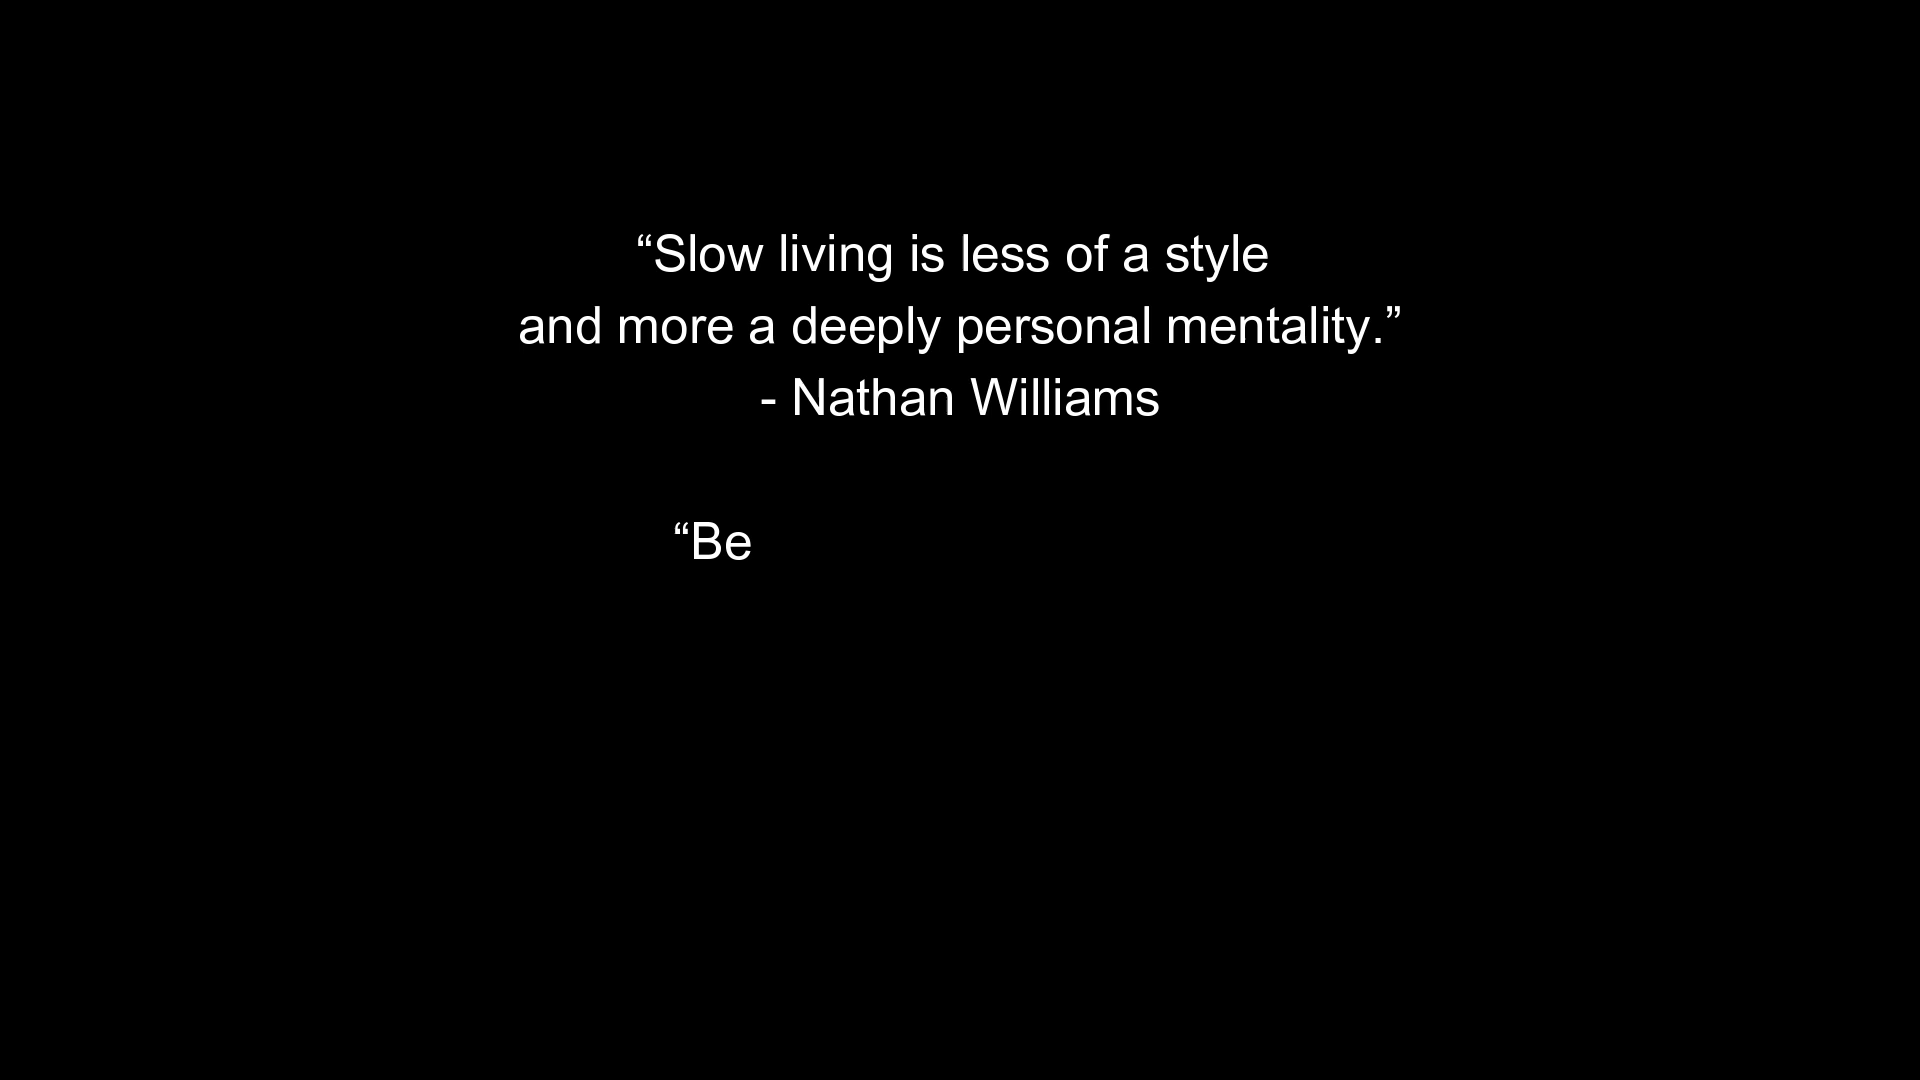 “Slow living is less of a style
and more a deeply personal mentality.”
- Nathan Williams
“Be